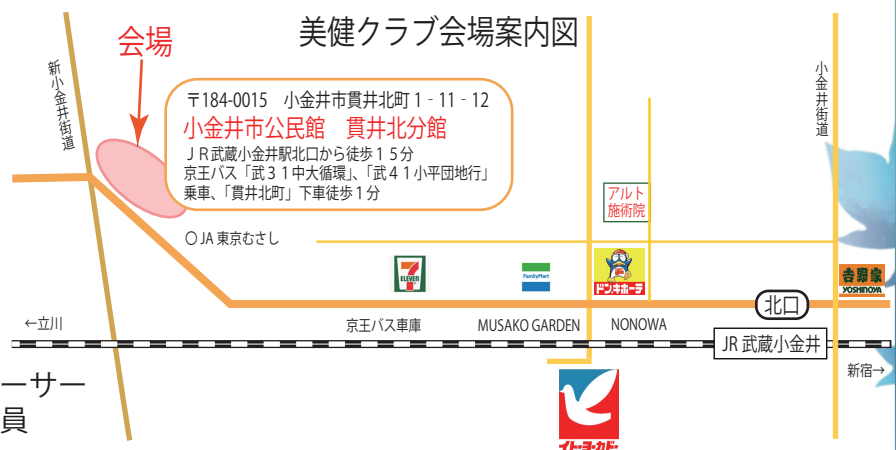 美健クラブ会場案内図
会場
新小金井街道
小金井街道
〒184-0015　小金井市貫井北町1‐11‐12
小金井市公民館　貫井北分館
ＪＲ武蔵小金井駅北口から徒歩１５分
京王バス「武３１中大循環」、「武４１小平団地行」
乗車、「貫井北町」下車徒歩１分
アルト
施術院
〇JA 東京むさし
7
ELEVEN
FamilyMart
ドン.キホーテ
吉野家
YOSHINOYA
北口
←立川
京王バス車庫
MUSAKO GARDEN
NONOWA
JR 武蔵小金井
新宿→
ーサー
員
イトーヨーカドー